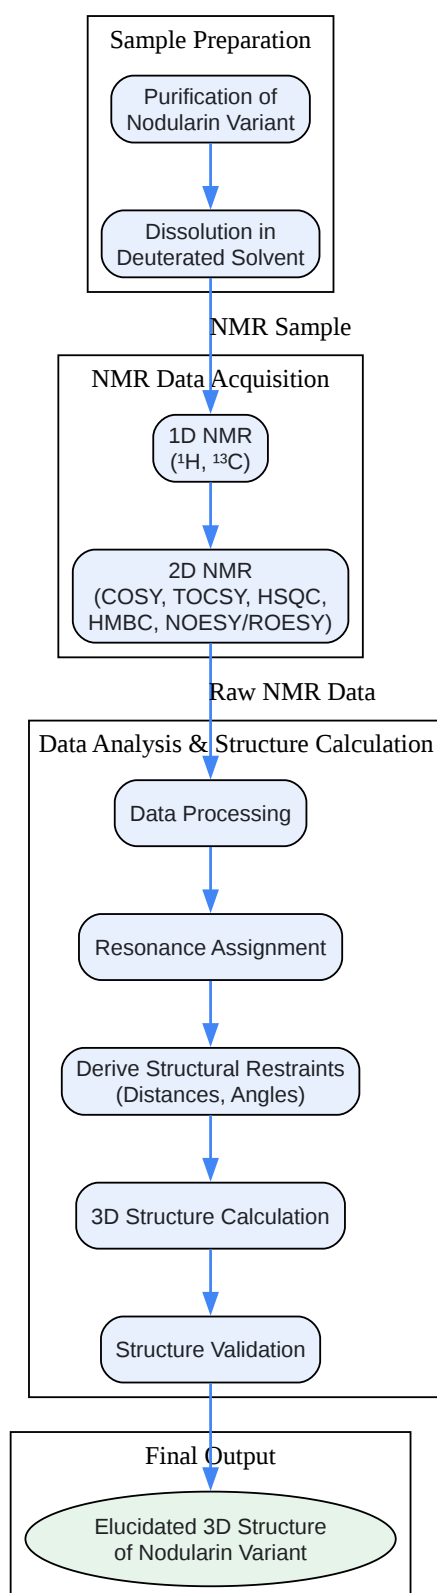 Sample Preparation
Purification of
Nodularin Variant
Dissolution in
Deuterated Solvent
NMR Sample
NMR Data Acquisition
1D NMR
(¹H, ¹³C)
2D NMR
(COSY, TOCSY, HSQC,
HMBC, NOESY/ROESY)
Raw NMR Data
Data Analysis & Structure Calculation
Data Processing
Resonance Assignment
Derive Structural Restraints
(Distances, Angles)
3D Structure Calculation
Structure Validation
Final Output
Elucidated 3D Structure
of Nodularin Variant